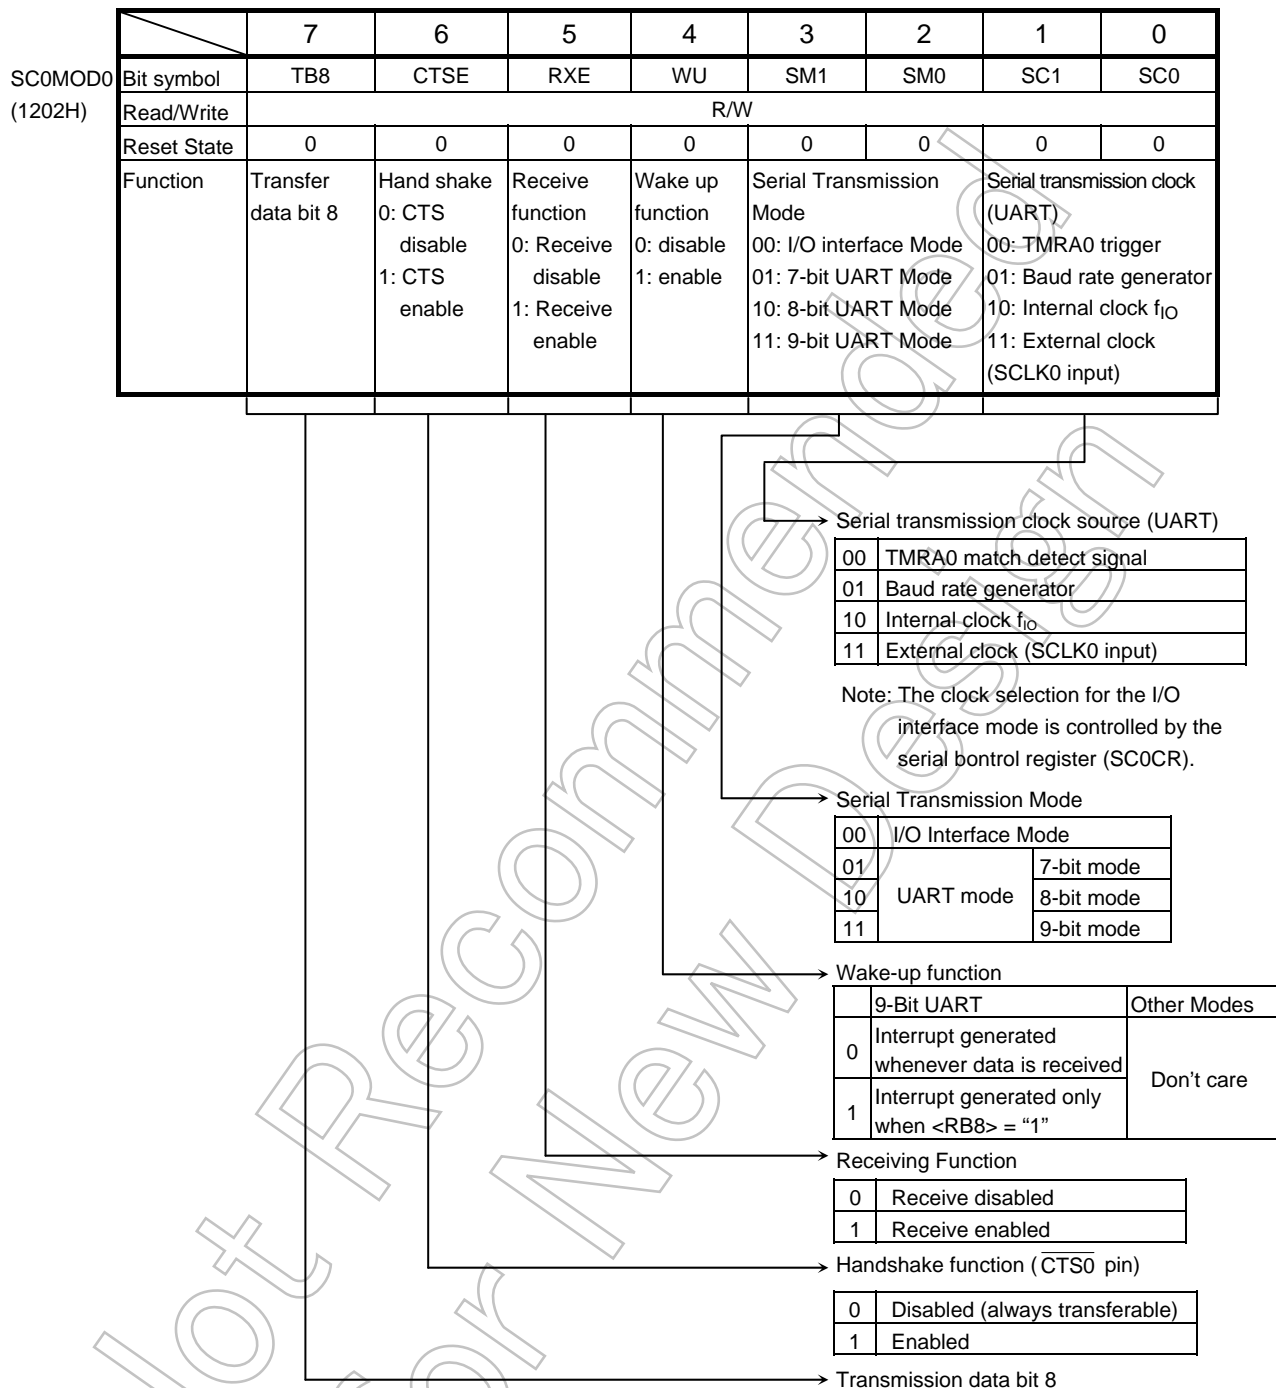 7 6 5 4 3 2 1 0
SC0MOD0 Bit symbol TB8 CTSE RXE WU SM1 SM0 SC1 SC0
(1202H) Read/Write R/W
Reset State 0 0 0 0 0 0 0 0
Function Transfer Hand shake Receive Wake up Serial Transmission Serial transmission clock
data bit 8 0: CTS function function Mode (UART)
disable 0: Receive 0: disable 00: I/O interface Mode 00: TMRA0 trigger
1: CTS disable 1: enable 01: 7-bit UART Mode 01: Baud rate generator
enable 1: Receive 10: 8-bit UART Mode 10: Internal clock fIO
enable 11: 9-bit UART Mode 11: External clock
(SCLK0 input)
Serial transmission clock source (UART)
00 TMRA0 match detect signal
01 Baud rate generator
10 Internal clock fIO
11 External clock (SCLK0 input)
Note: The clock selection for the I/O
interface mode is controlled by the
serial bontrol register (SC0CR).
Serial Transmission Mode
00 I/O Interface Mode
01 7-bit mode
10 UART mode 8-bit mode
11 9-bit mode
Wake-up function
9-Bit UART Other Modes
0 Interrupt generated
whenever data is received
Don't care
1 Interrupt generated only
when <RB8> = “1”
Receiving Function
0 Receive disabled
1 Receive enabled
Handshake function (CTS0 pin)
0 Disabled (always transferable)
1 Enabled
Transmission data bit 8
Not Recommended
for New Design